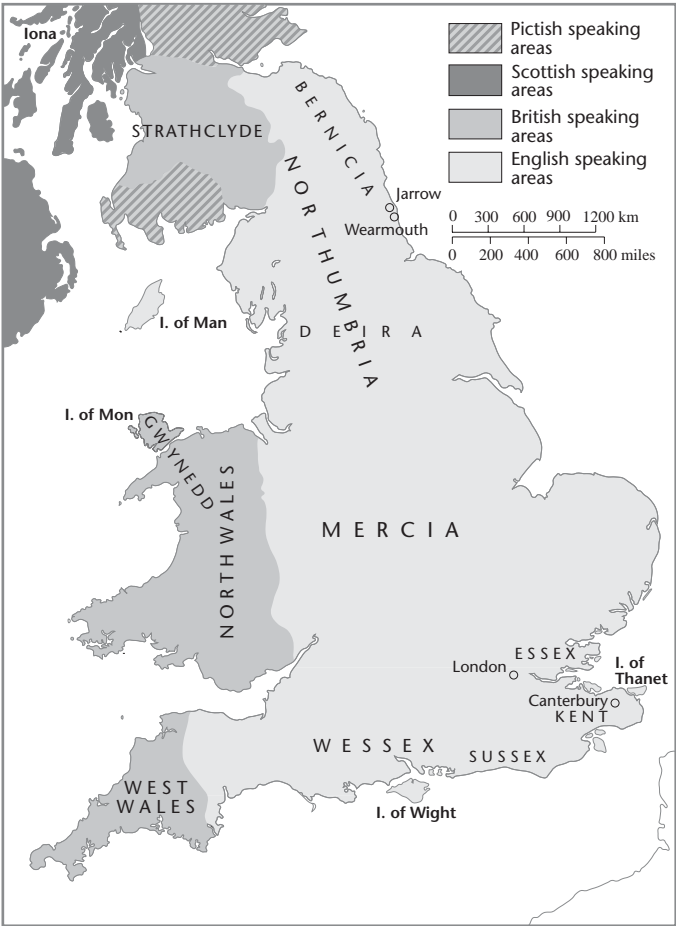 Iona
Pictish speaking
areas
Scottish speaking
areas
British speaking
areas
English speaking
areas
STRATHCLYDE
BERNICIA
NORTHUMBRIA
Jarrow
Wearmouth
0 300 600 900 1200 km
0 200 400 600 800 miles
I. of Man
DEIRA
I. of Mon
GWYNEDD
NORTH WALES
MERCIA
ESSEX
London
I. of
Thanet
Canterbury
KENT
WESSEX
SUSSEX
WEST
WALES
I. of Wight